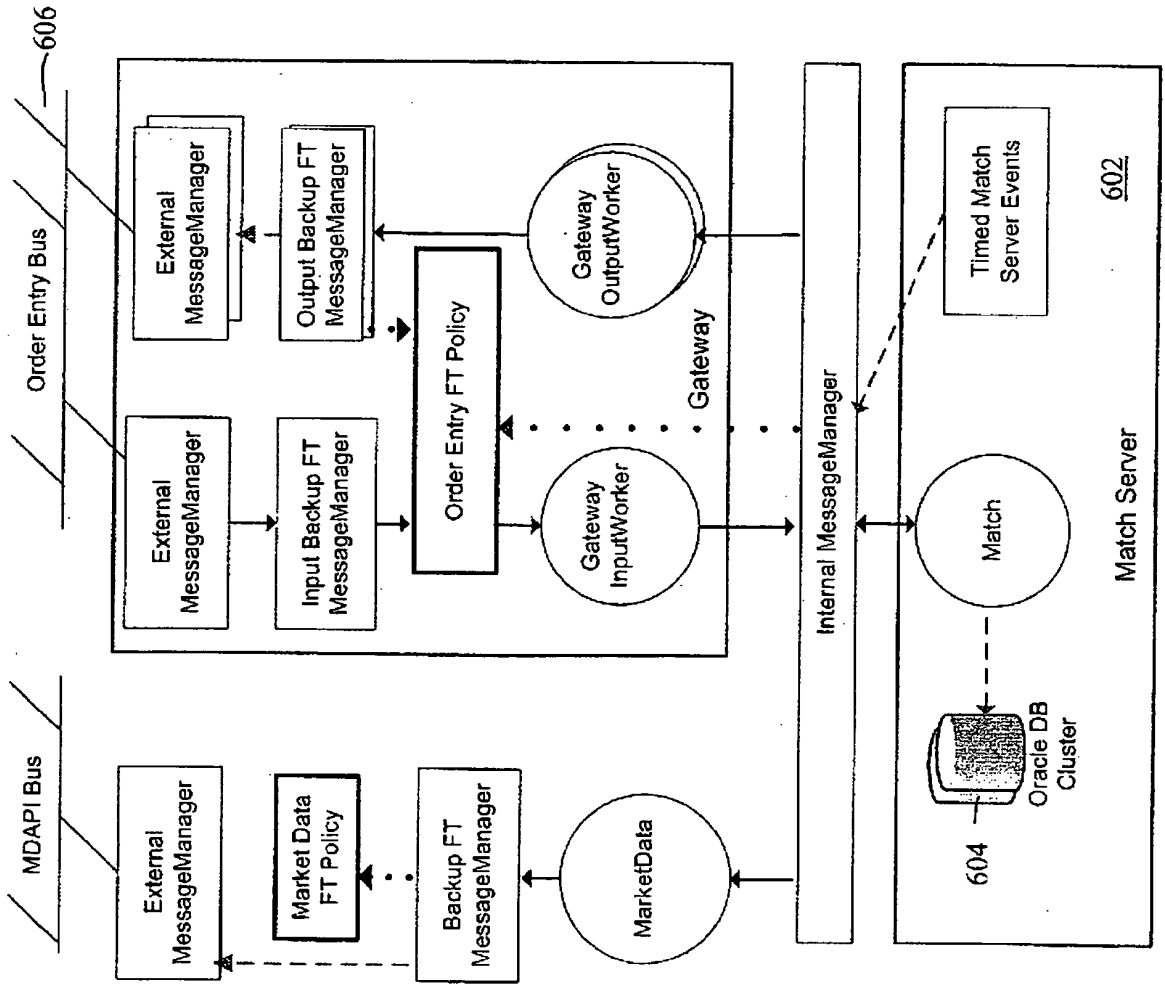 MDAPI Bus
Order Entry Bus
606
External
MessageManager
External
MessageManager
External
MessageManager
Market Data
FT Policy
Backup FT
MessageManager
Input Backup FT
MessageManager
Output Backup FT
MessageManager
Order Entry FT Policy
MarketData
Gateway
InputWorker
Gateway
OutputWorker
Gateway
Internal MessageManager
604
Oracle DB
Cluster
Match
Timed Match
Server Events
Match Server
602